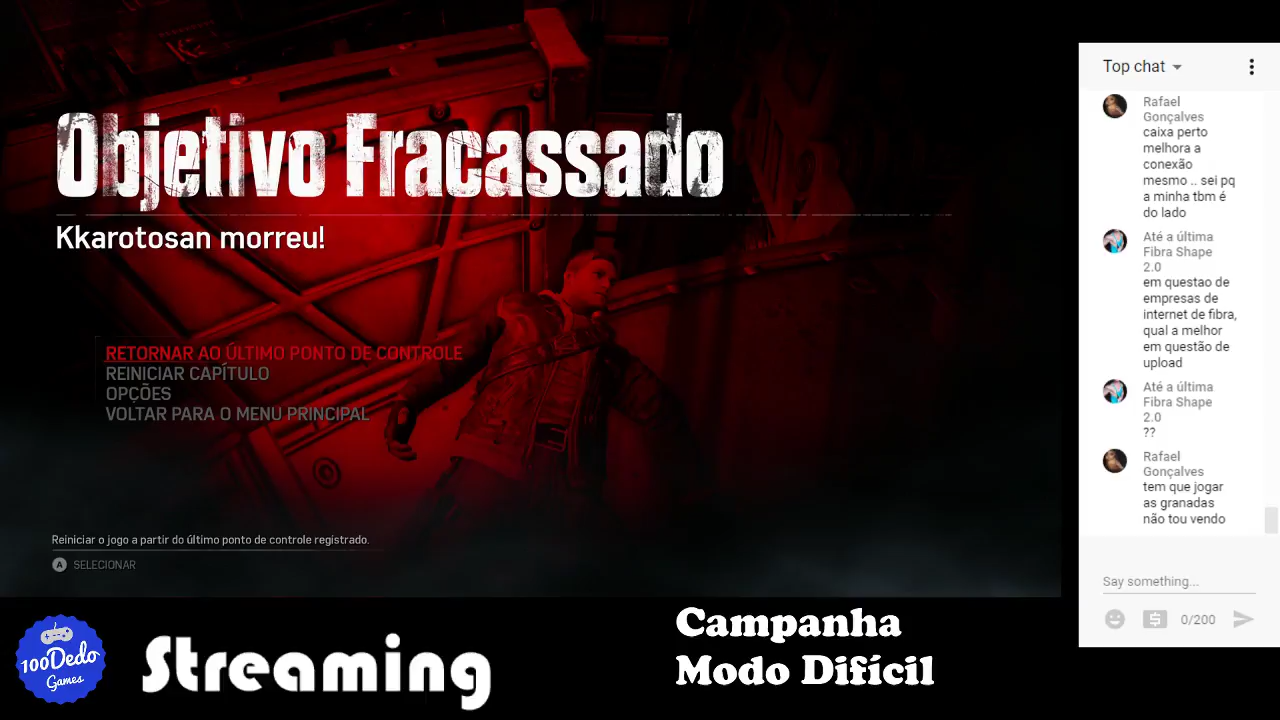 Objetivo Fracassado
Kkarotosan morreu!
RETORNAR AO ÚLTIMO PONTO DE CONTROLE
REINICIAR CAPÍTULO
OPÇÕES
VOLTAR PARA O MENU PRINCIPAL
Reiniciar o jogo a partir do último ponto de controle registrado.
A SELECIONAR
100Dedo
Games
Streaming
Campanha
Modo Difícil
Top chat
Rafael
Gonçalves
caixa perto
melhora a
conexão
mesmo .. sei pq
a minha tbm é
do lado
Até a última
Fibra Shape
2.0
em questao de
empresas de
internet de fibra,
qual a melhor
em questão de
upload
Até a última
Fibra Shape
2.0
??
Rafael
Gonçalves
tem que jogar
as granadas
não tou vendo
Say something...
0/200